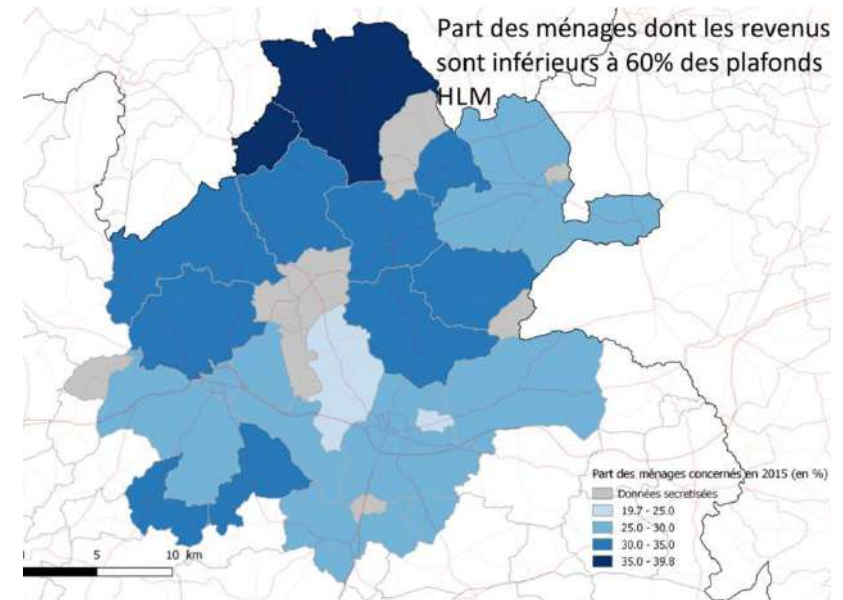 Part des ménages dont les revenus
sont inférieurs à 60% des plafonds
HLM
Part des ménages concernés en 2015 (en %)
Données secretisées
19.7 - 25.0
25.0 - 30.0
30.0 - 35.0
35.0 - 39.8
0 5 10 km